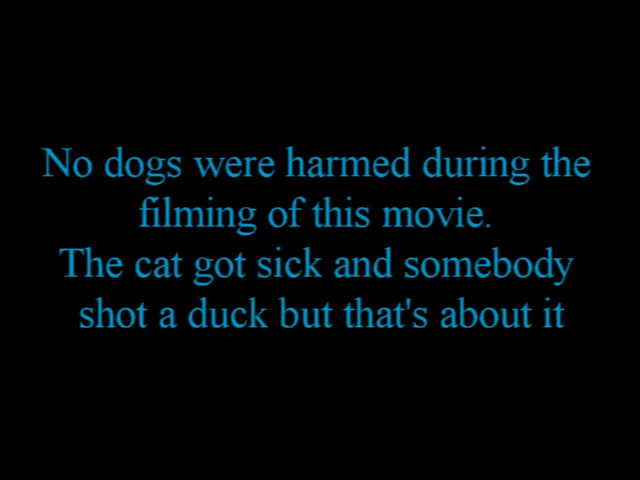 No dogs were harmed during the
filming of this movie.
The cat got sick and somebody
shot a duck but that's about it